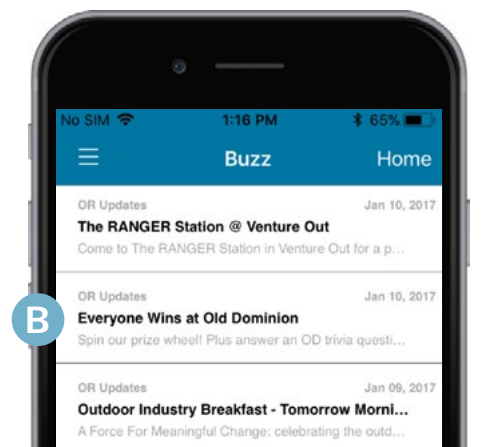 No SIM 1:16 PM 65%
Buzz Home
OR Updates Jan 10, 2017
The RANGER Station @ Venture Out
Come to The RANGER Station in Venture Out for a p...
OR Updates Jan 10, 2017
B
Everyone Wins at Old Dominion
Spin our prize wheel! Plus answer an OD trivia questi...
OR Updates Jan 09, 2017
Outdoor Industry Breakfast - Tomorrow Morni...
A Force For Meaningful Change: celebrating the outd...